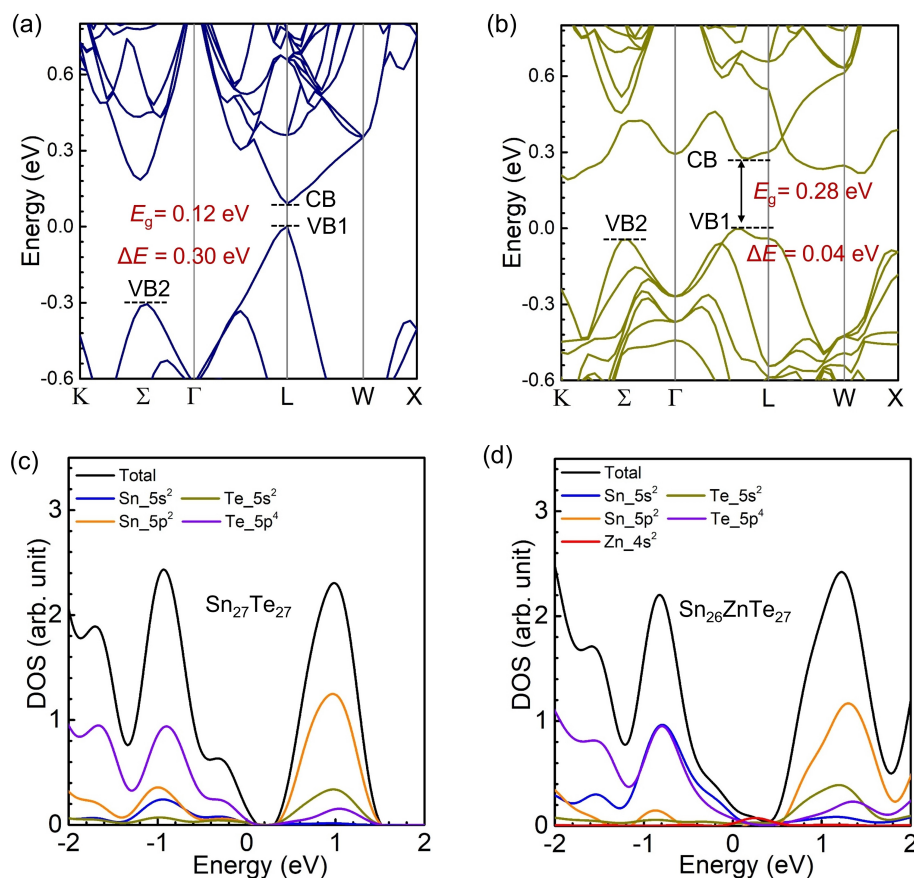 (a)
0.6
0.3
0.0
-0.3
-0.6
Energy (eV)
CB
VB1
E_g = 0.12 eV
ΔE = 0.30 eV
VB2
K Σ Γ L W X
(b)
0.6
0.3
0.0
-0.3
-0.6
Energy (eV)
CB
E_g = 0.28 eV
VB2
VB1
ΔE = 0.04 eV
K Σ Γ L W X
(c)
3
2
1
0
DOS (arb. unit)
Total
Sn_5s² Te_5s²
Sn_5p² Te_5p⁴
Sn₂₇Te₂₇
-2 -1 0 1 2
Energy (eV)
(d)
3
2
1
0
DOS (arb. unit)
Total
Sn_5s² Te_5s²
Sn_5p² Te_5p⁴
Zn_4s²
Sn₂₆ZnTe₂₇
-2 -1 0 1 2
Energy (eV)